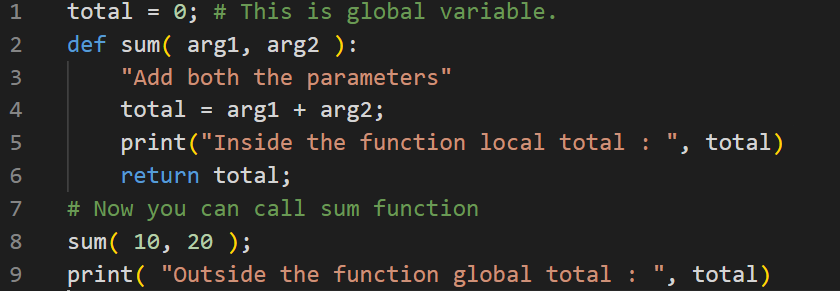 1 total = 0; # This is global variable.
2 def sum( arg1, arg2 ):
3     "Add both the parameters"
4     total = arg1 + arg2;
5     print("Inside the function local total : ", total)
6     return total;
7 # Now you can call sum function
8 sum( 10, 20 );
9 print( "Outside the function global total : ", total)